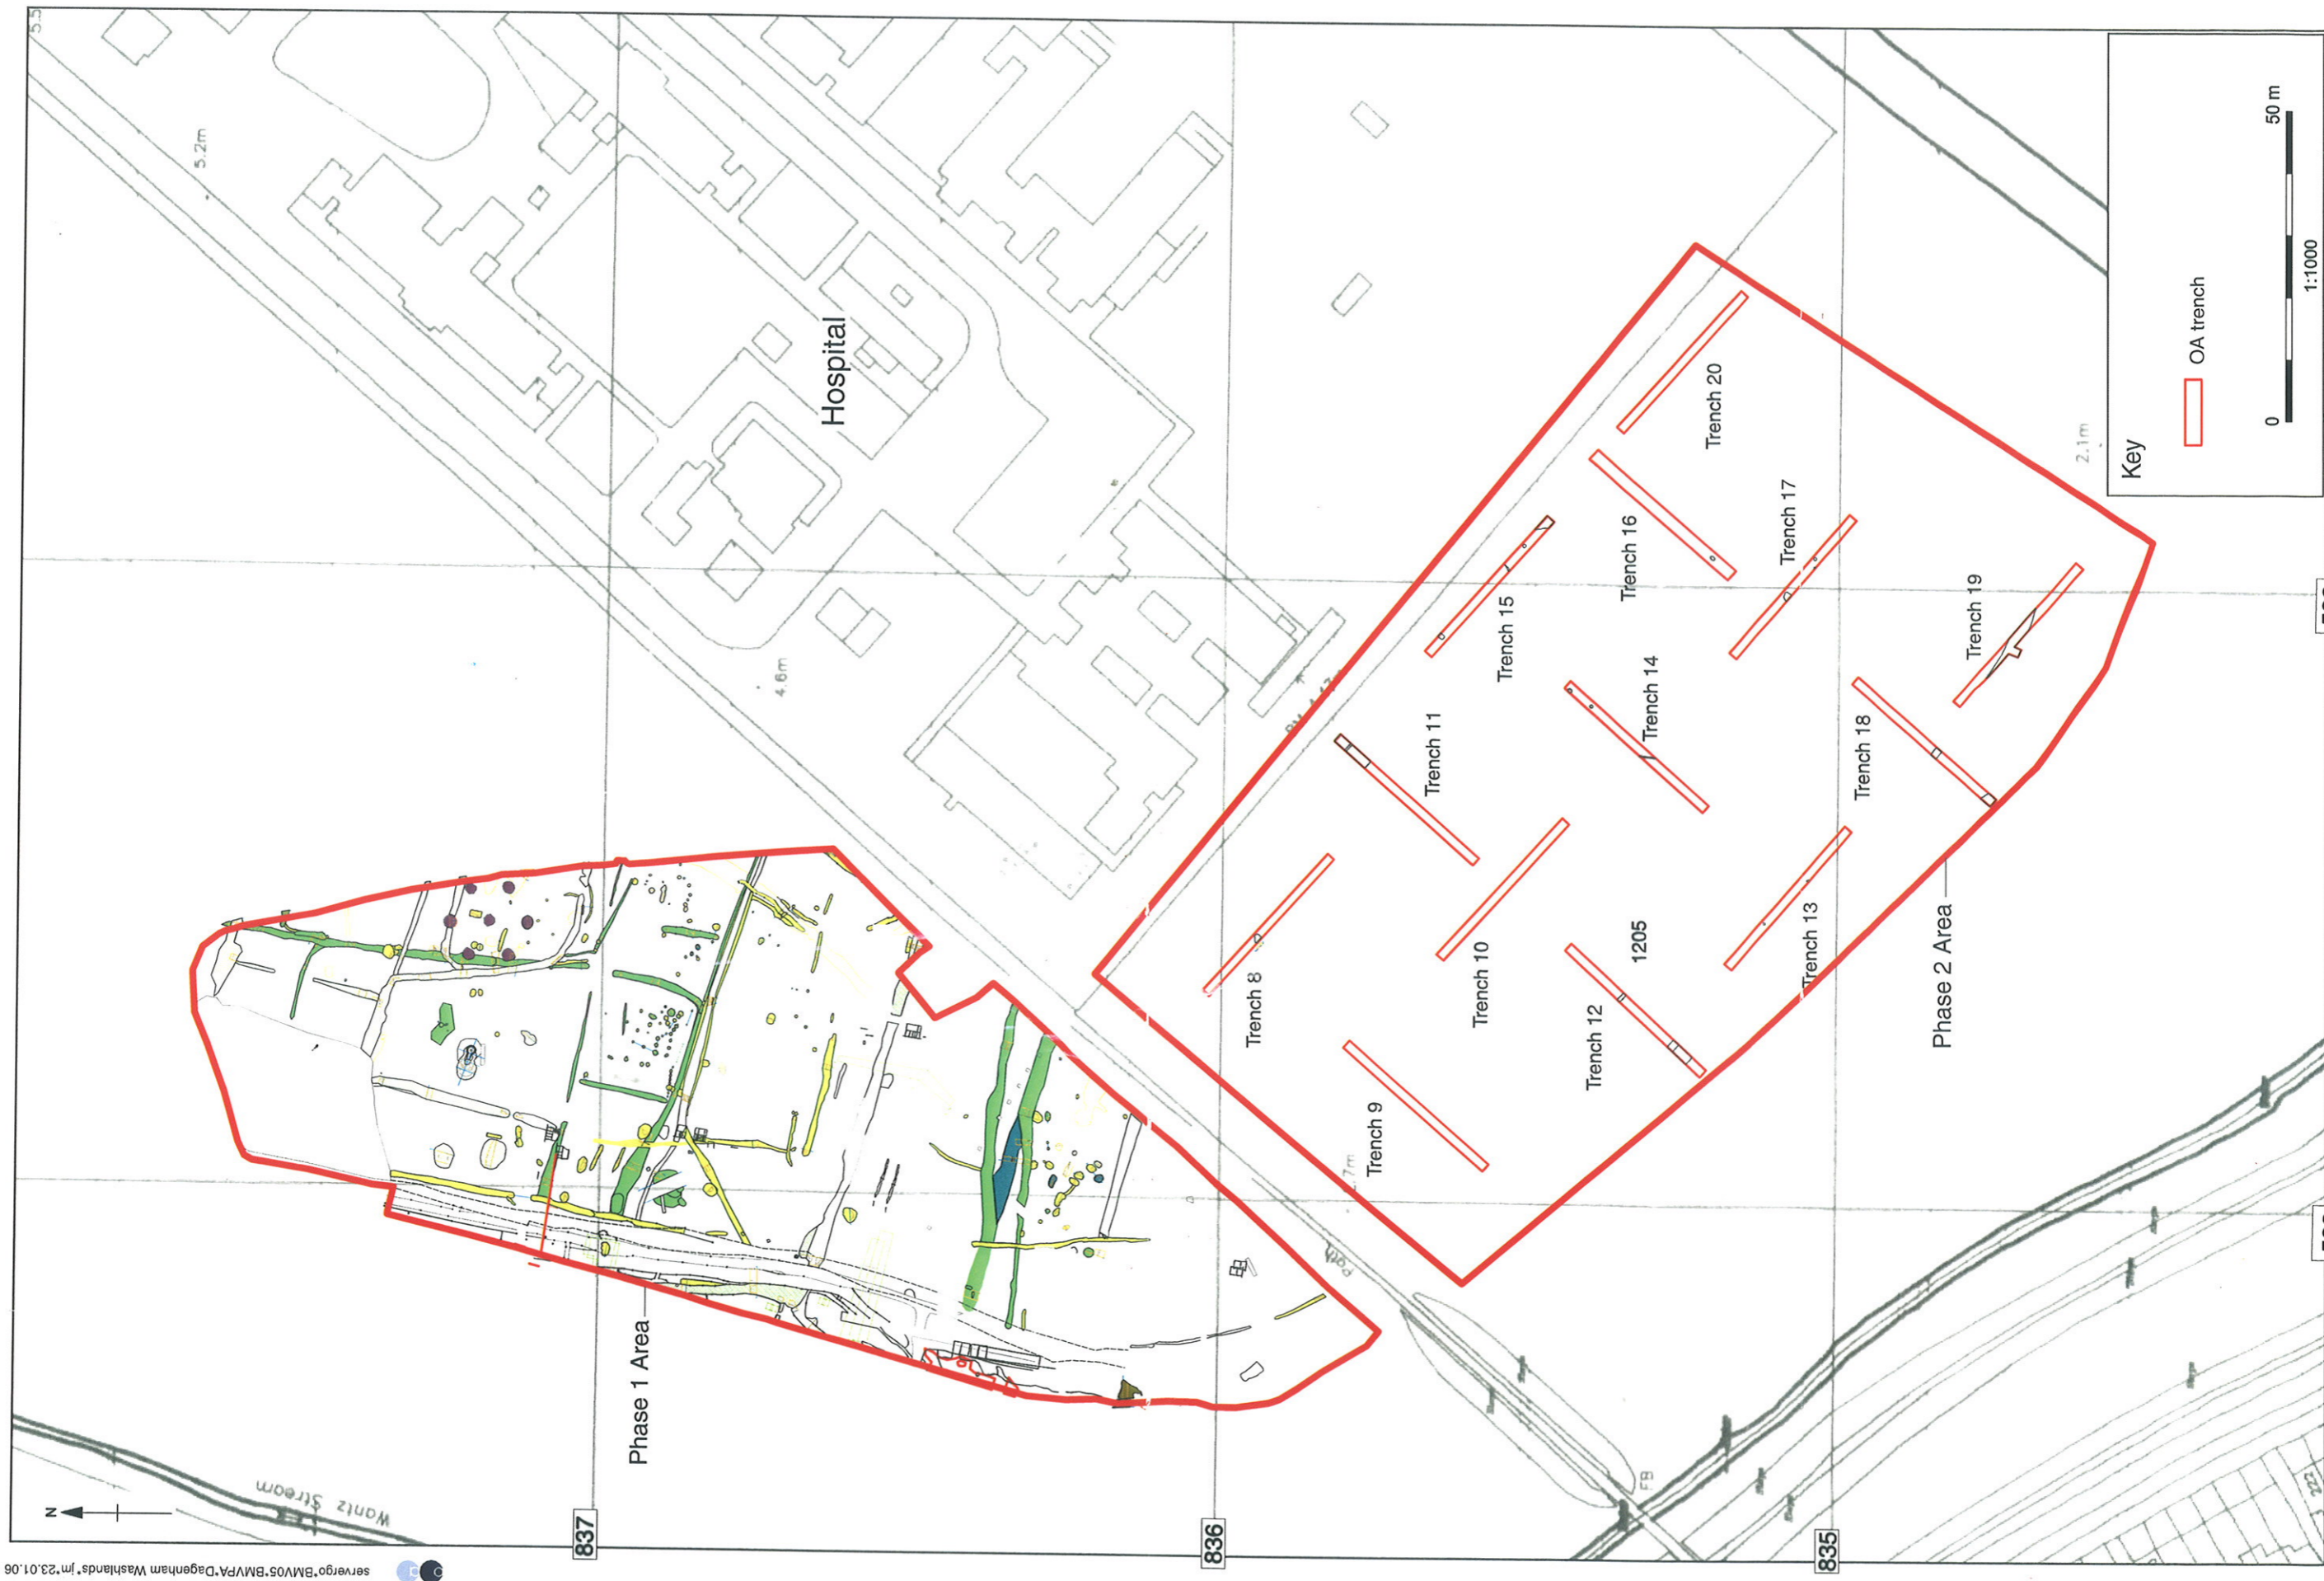 5.2m
Hospital
4.6m
Wantz Stream
N
Phase 1 Area
Phase 2 Area
Trench 8
Trench 9
Trench 10
Trench 11
Trench 12
1205
Trench 13
Trench 14
Trench 15
Trench 16
Trench 17
Trench 18
Trench 19
Trench 20
Path
FB
2.1m
837
836
835
222
Key
OA trench
0
50 m
1:1000
servergo*BMV05*BMVPA*Dagenham Washlands*jm*23.01.06